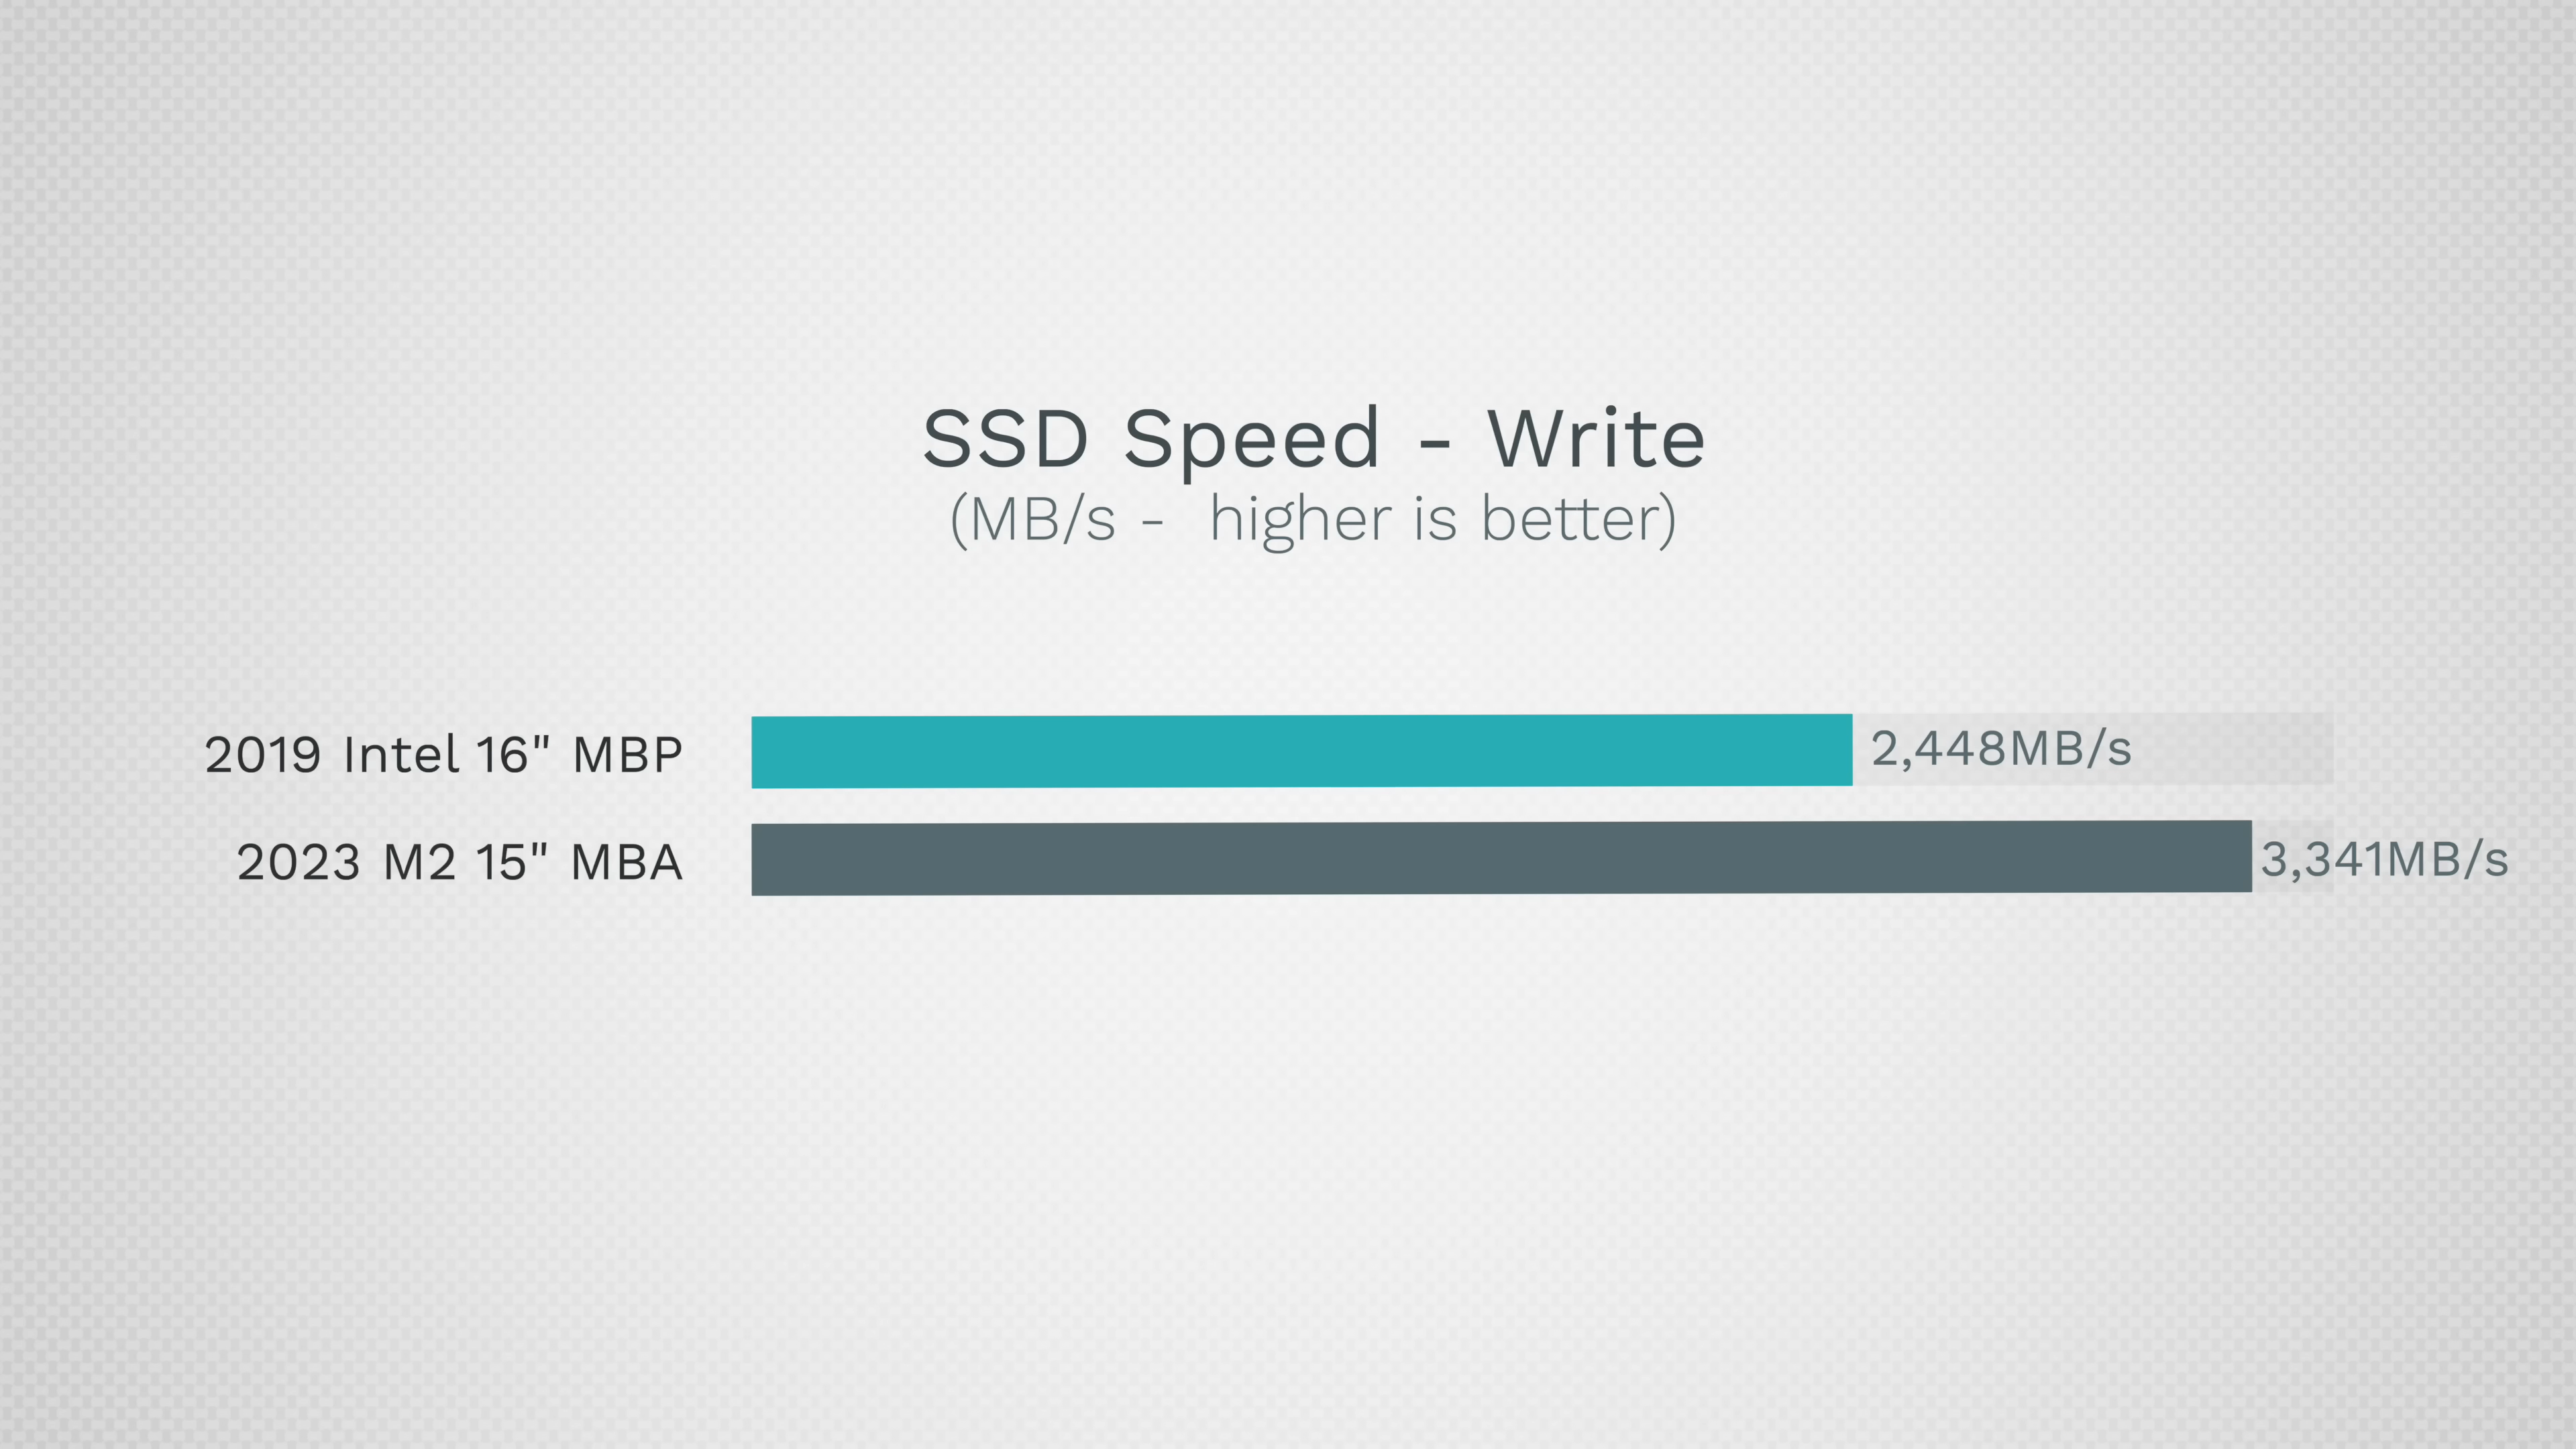 SSD Speed - Write
(MB/s -  higher is better)
2019 Intel 16" MBP 2,448MB/s
2023 M2 15" MBA 3,341MB/s